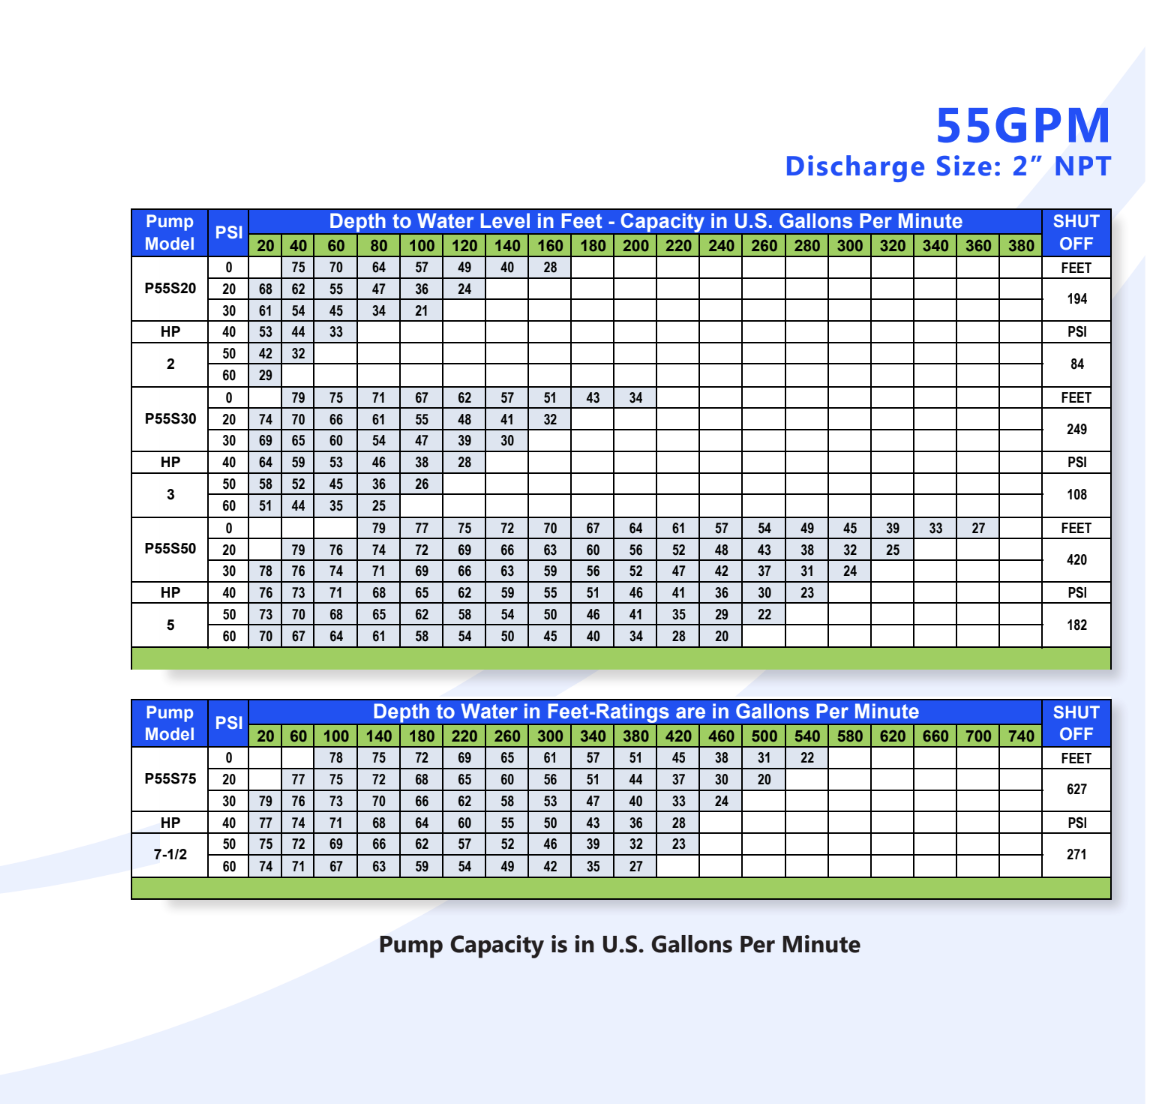 55GPM
Discharge Size: 2” NPT
Pump Model PSI Depth to Water Level in Feet - Capacity in U.S. Gallons Per Minute SHUT OFF
20 40 60 80 100 120 140 160 180 200 220 240 260 280 300 320 340 360 380
P55S20 0 75 70 64 57 49 40 28 FEET
20 68 62 55 47 36 24 194
30 61 54 45 34 21
HP 40 53 44 33 PSI
2 50 42 32 84
60 29
P55S30 0 79 75 71 67 62 57 51 43 34 FEET
20 74 70 66 61 55 48 41 32 249
30 69 65 60 54 47 39 30
HP 40 64 59 53 46 38 28 PSI
3 50 58 52 45 36 26 108
60 51 44 35 25
P55S50 0 79 77 75 72 70 67 64 61 57 54 49 45 39 33 27 FEET
20 79 76 74 72 69 66 63 60 56 52 48 43 38 32 25 420
30 78 76 74 71 69 66 63 59 56 52 47 42 37 31 24
HP 40 76 73 71 68 65 62 59 55 51 46 41 36 30 23 PSI
5 50 73 70 68 65 62 58 54 50 46 41 35 29 22 182
60 70 67 64 61 58 54 50 45 40 34 28 20
Pump Model PSI Depth to Water in Feet-Ratings are in Gallons Per Minute SHUT OFF
20 60 100 140 180 220 260 300 340 380 420 460 500 540 580 620 660 700 740
P55S75 0 78 75 72 69 65 61 57 51 45 38 31 22 FEET
20 77 75 72 68 65 60 56 51 44 37 30 20 627
30 79 76 73 70 66 62 58 53 47 40 33 24
HP 40 77 74 71 68 64 60 55 50 43 36 28 PSI
7-1/2 50 75 72 69 66 62 57 52 46 39 32 23 271
60 74 71 67 63 59 54 49 42 35 27
Pump Capacity is in U.S. Gallons Per Minute